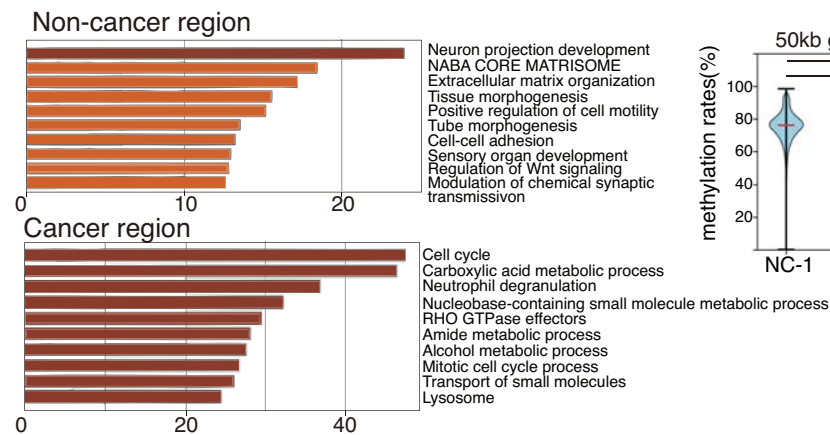 Non-cancer region
Neuron projection development
NABA CORE MATRISOME
Extracellular matrix organization
Tissue morphogenesis
Positive regulation of cell motility
Tube morphogenesis
Cell-cell adhesion
Sensory organ development
Regulation of Wnt signaling
Modulation of chemical synaptic
transmissivon
0 10 20
Cancer region
Cell cycle
Carboxylic acid metabolic process
Neutrophil degranulation
Nucleobase-containing small molecule metabolic process
RHO GTPase effectors
Amide metabolic process
Alcohol metabolic process
Mitotic cell cycle process
Transport of small molecules
Lysosome
0 20 40
50kb
methylation rates(%)
100
80
60
40
20
NC-1